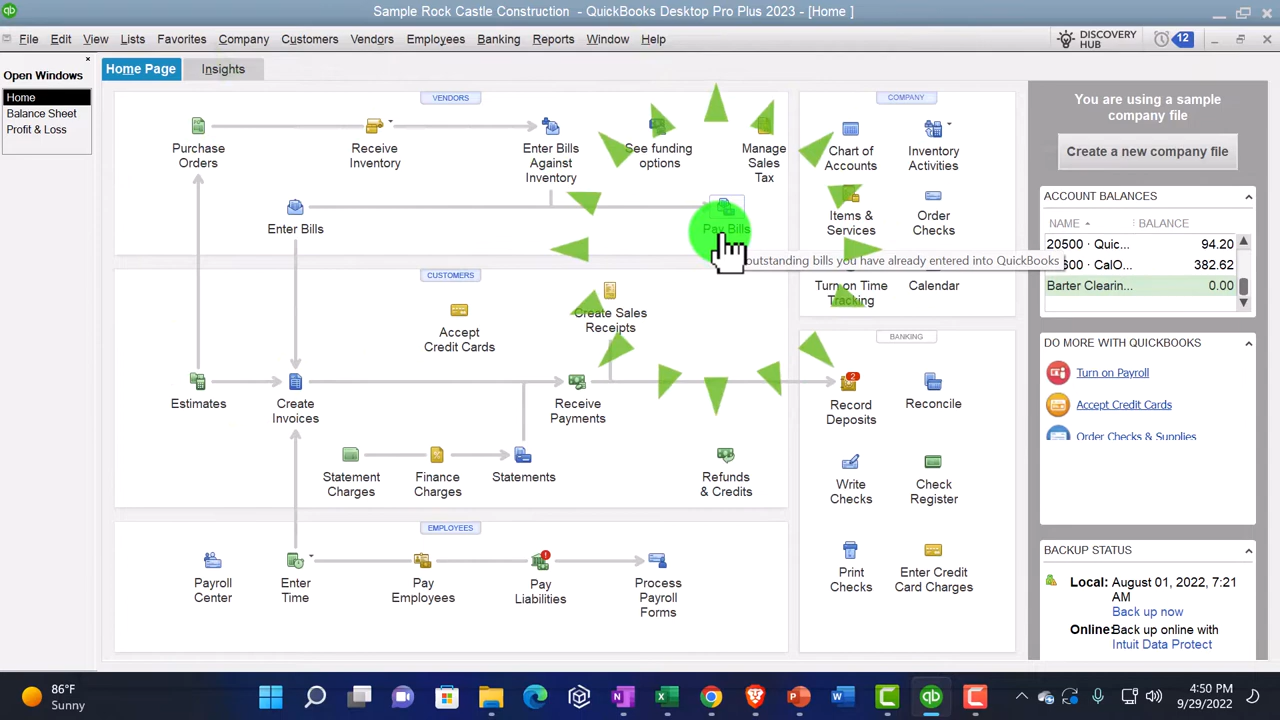 Sample Rock Castle Construction - QuickBooks Desktop Pro Plus 2023 - [Home ]
File Edit View Lists Favorites Company Customers Vendors Employees Banking Reports Window Help
DISCOVERY
HUB
12
Open Windows
Home
Balance Sheet
Profit & Loss
Home Page
Insights
VENDORS
Purchase
Orders
Receive
Inventory
Enter Bills
Against
Inventory
See funding
options
Manage
Sales
Tax
Enter Bills
Pay Bills
outstanding bills you have already entered into QuickBooks
CUSTOMERS
Accept
Credit Cards
Create Sales
Receipts
Estimates
Create
Invoices
Receive
Payments
Statement
Charges
Finance
Charges
Statements
Refunds
& Credits
EMPLOYEES
Payroll
Center
Enter
Time
Pay
Employees
Pay
Liabilities
Process
Payroll
Forms
COMPANY
Chart of
Accounts
Inventory
Activities
Items &
Services
Order
Checks
Turn on Time
Tracking
Calendar
BANKING
2
Record
Deposits
Reconcile
Write
Checks
Check
Register
Print
Checks
Enter Credit
Card Charges
You are using a sample
company file
Create a new company file
ACCOUNT BALANCES
NAME BALANCE
20500 · Quic... 94.20
600 · CalO... 382.62
Barter Clearin... 0.00
DO MORE WITH QUICKBOOKS
Turn on Payroll
Accept Credit Cards
Order Checks & Supplies
BACKUP STATUS
Local: August 01, 2022, 7:21
AM
Back up now
Online: Back up online with
Intuit Data Protect
86°F
Sunny
4:50 PM
9/29/2022